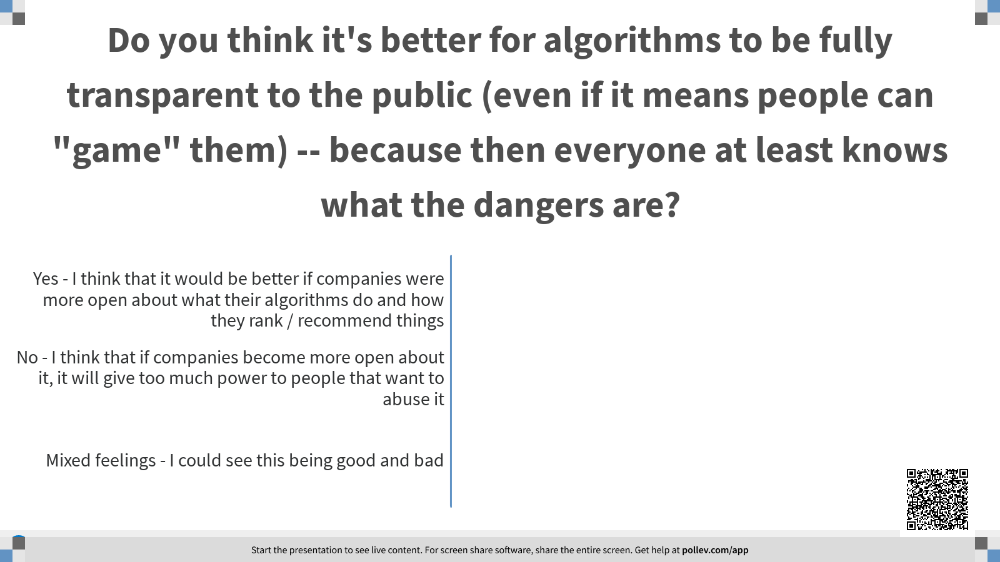 Do you think it's better for algorithms to be fully
transparent to the public (even if it means people can
"game" them) -- because then everyone at least knows
what the dangers are?
Yes - I think that it would be better if companies were
more open about what their algorithms do and how
they rank / recommend things
No - I think that if companies become more open about
it, it will give too much power to people that want to
abuse it
Mixed feelings - I could see this being good and bad
Start the presentation to see live content. For screen share software, share the entire screen. Get help at pollev.com/app